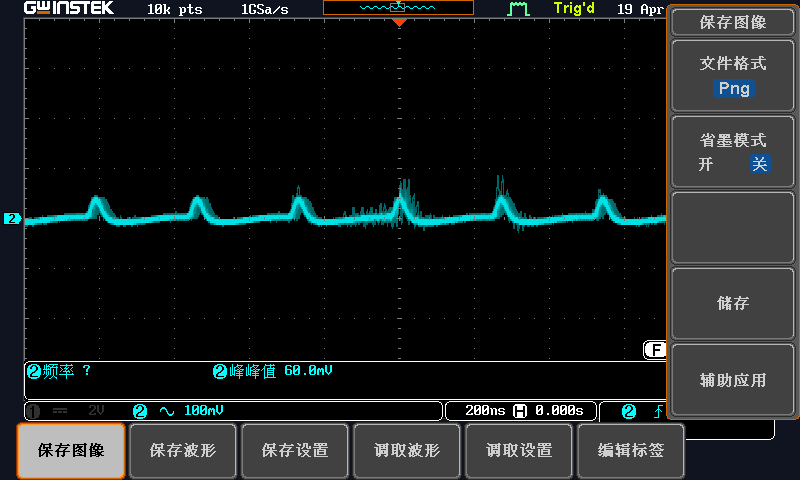 GWINSTEK 10k pts 1GSa/s Trig'd 19 Apr
保存图像
文件格式
Png
省墨模式
开 关
2
储存
F
②频率 ? ②峰峰值 60.0mV
辅助应用
1 2V ② 100mV 200ns H 0.000s ②
保存图像 保存波形 保存设置 调取波形 调取设置 编辑标签